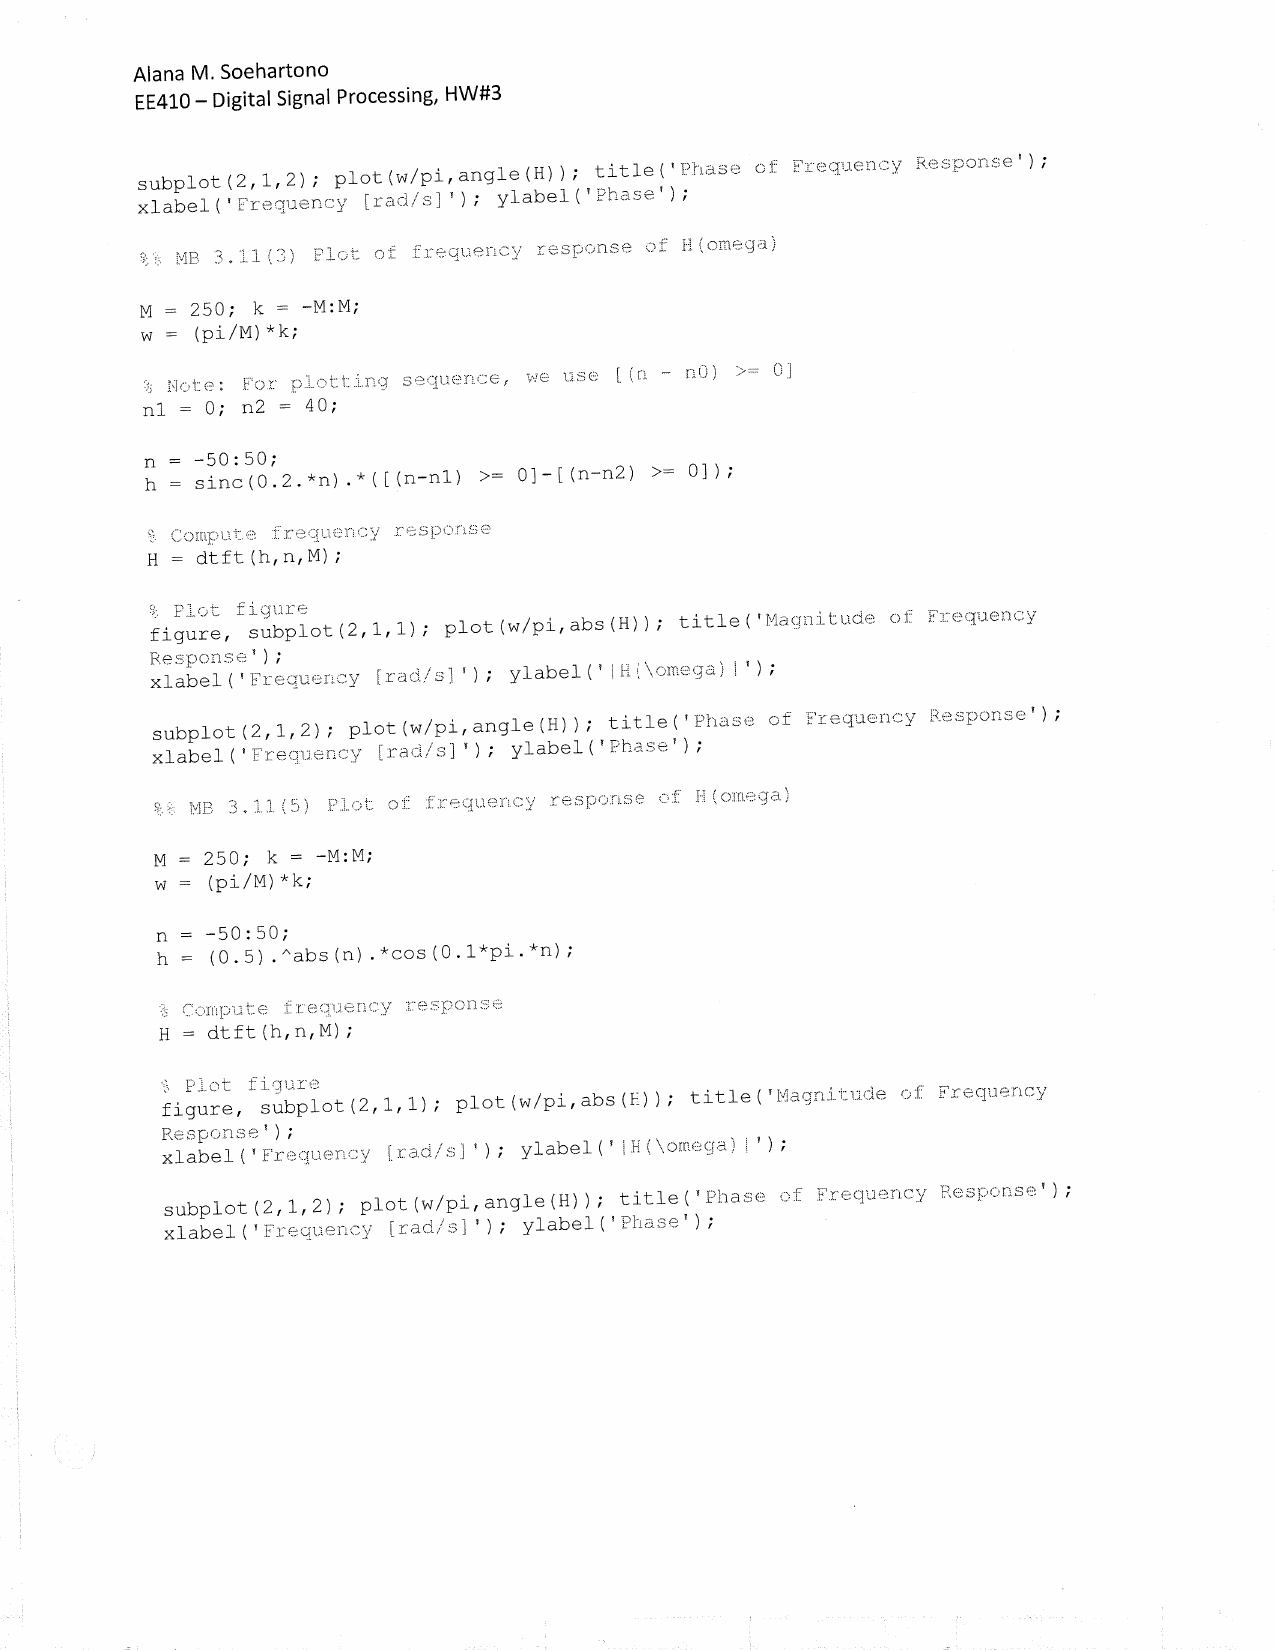 Alana M. Soehartono
EE410 – Digital Signal Processing, HW#3
subplot(2,1,2); plot(w/pi,angle(H)); title('Phase of Frequency Response');
xlabel('Frequency [rad/s]'); ylabel('Phase');
%% MB 3.11(3) Plot of frequency response of H(omega)
M = 250; k = -M:M;
w = (pi/M)*k;
% Note: For plotting sequence, we use [(n - n0) >= 0]
n1 = 0; n2 = 40;
n = -50:50;
h = sinc(0.2.*n).*([(n-n1) >= 0]-[(n-n2) >= 0]);
% Compute frequency response
H = dtft(h,n,M);
% Plot figure
figure, subplot(2,1,1); plot(w/pi,abs(H)); title('Magnitude of Frequency
Response');
xlabel('Frequency [rad/s]'); ylabel('|H(\omega)|');
subplot(2,1,2); plot(w/pi,angle(H)); title('Phase of Frequency Response');
xlabel('Frequency [rad/s]'); ylabel('Phase');
%% MB 3.11(5) Plot of frequency response of H(omega)
M = 250; k = -M:M;
w = (pi/M)*k;
n = -50:50;
h = (0.5).^abs(n).*cos(0.1*pi.*n);
% Compute frequency response
H = dtft(h,n,M);
% Plot figure
figure, subplot(2,1,1); plot(w/pi,abs(H)); title('Magnitude of Frequency
Response');
xlabel('Frequency [rad/s]'); ylabel('|H(\omega)|');
subplot(2,1,2); plot(w/pi,angle(H)); title('Phase of Frequency Response');
xlabel('Frequency [rad/s]'); ylabel('Phase');